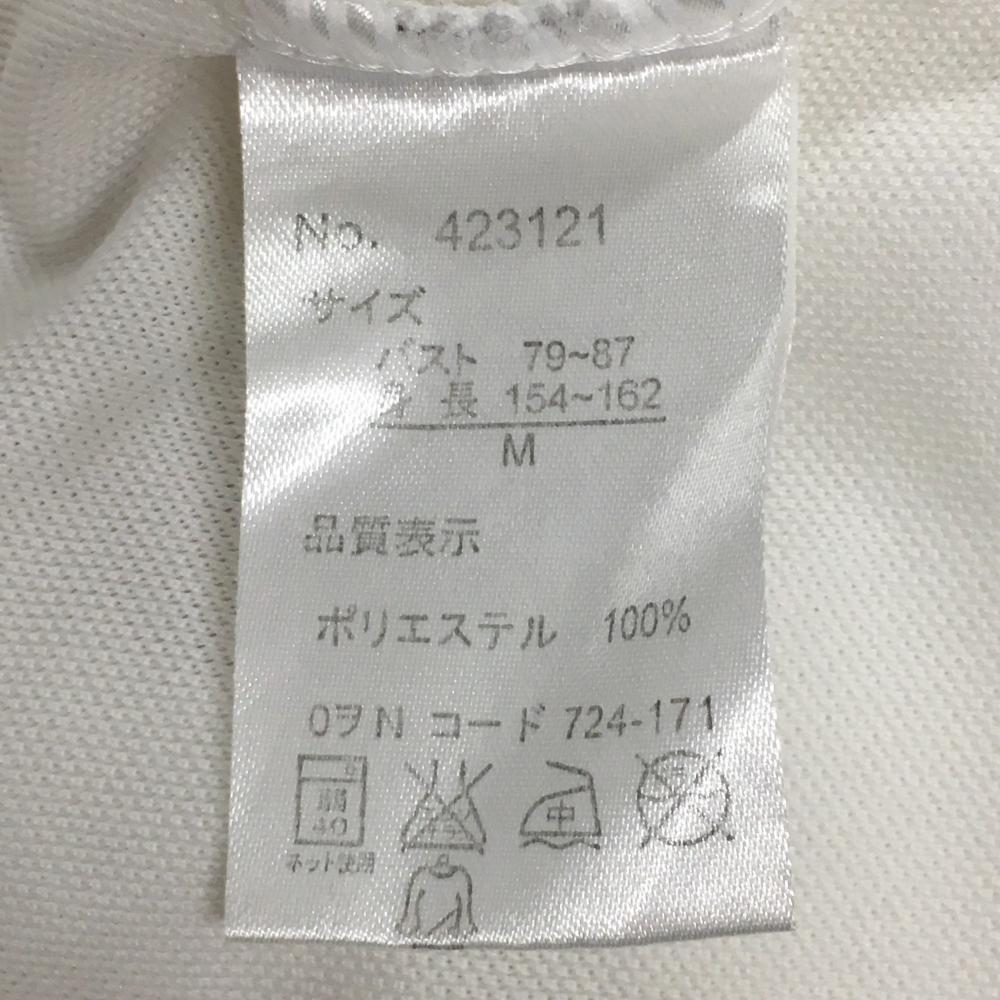 No. 423121
サイズ
バスト 79~87
身長 154~162
M
品質表示
ポリエステル 100%
0ヲN コード 724-171
弱
40
中
ネット使用